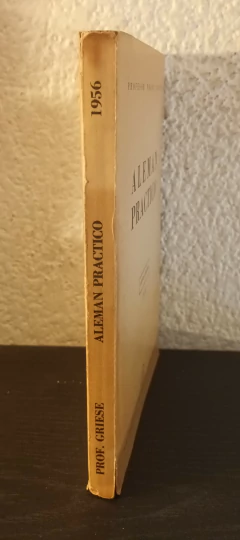 1956
ALEMAN PRACTICO
PROF. GRIESE
ALEMAN
PRACTICO